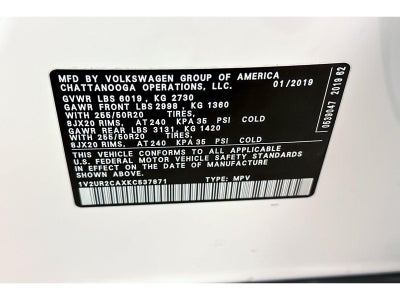 MFD BY VOLKSWAGEN GROUP OF AMERICA
CHATTANOOGA OPERATIONS, LLC. 01/2019
GVWR LBS 6019 , KG 2730
GAWR FRONT LBS 2998 , KG 1360
WITH 255/50R20 TIRES,
8JX20 RIMS, AT 240 KPA 35 PSI COLD
GAWR REAR LBS 3131, KG 1420
WITH 255/50R20 TIRES,
8JX20 RIMS, AT 240 KPA 35 PSI COLD
THIS VEHICLE CONFORMS TO ALL APPLICABLE
FEDERAL MOTOR VEHICLE SAFETY STANDARDS
IN EFFECT ON THE DATE OF MANUFACTURE
SHOWN ABOVE.
1V2UR2CAXKC537871 TYPE: MPV
0539047 2019 62